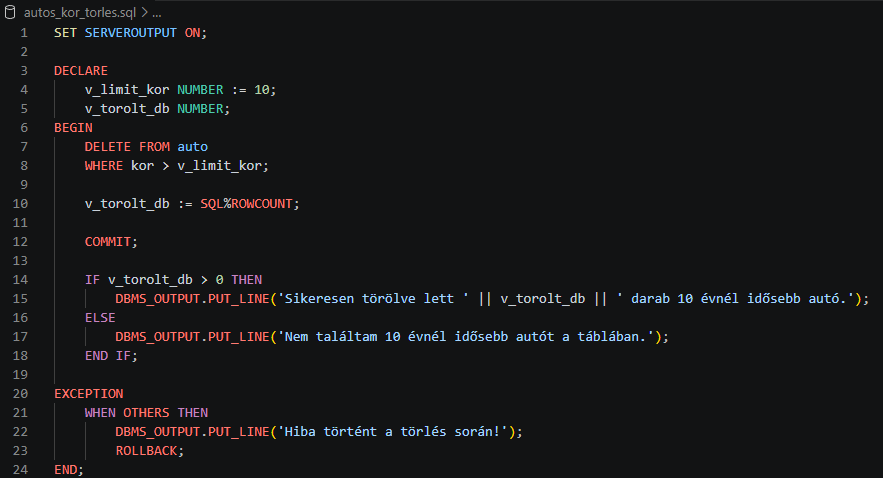 autos_kor_torles.sql > ...
1 SET SERVEROUTPUT ON;
2
3 DECLARE
4     v_limit_kor NUMBER := 10;
5     v_torolt_db NUMBER;
6 BEGIN
7     DELETE FROM auto
8     WHERE kor > v_limit_kor;
9
10     v_torolt_db := SQL%ROWCOUNT;
11
12     COMMIT;
13
14     IF v_torolt_db > 0 THEN
15         DBMS_OUTPUT.PUT_LINE('Sikeresen törölve lett ' || v_torolt_db || ' darab 10 évnél idősebb autó.');
16     ELSE
17         DBMS_OUTPUT.PUT_LINE('Nem találtam 10 évnél idősebb autót a táblában.');
18     END IF;
19
20 EXCEPTION
21     WHEN OTHERS THEN
22         DBMS_OUTPUT.PUT_LINE('Hiba történt a törlés során!');
23         ROLLBACK;
24 END;